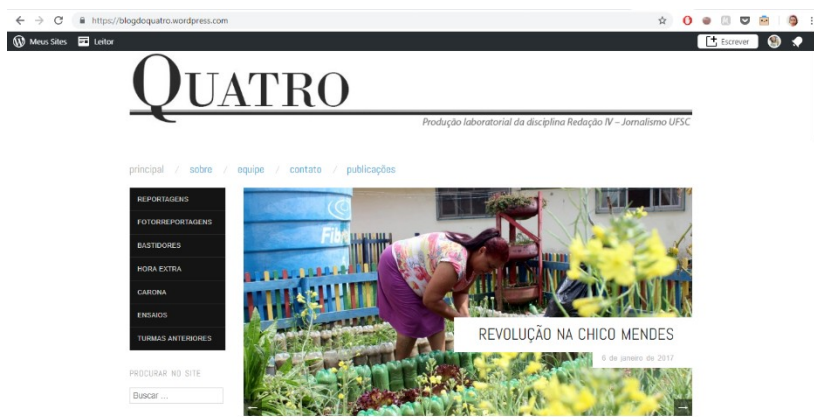 https://blogdoquatro.wordpress.com
Meus Sites Leitor Escrever
QUATRO
Produção laboratorial da disciplina Redação IV – Jornalismo UFSC
principal / sobre / equipe / contato / publicações
REPORTAGENS
FOTORREPORTAGENS
BASTIDORES
HORA EXTRA
CARONA
ENSAIOS
TURMAS ANTERIORES
PROCURAR NO SITE
Buscar ...
Fib
REVOLUÇÃO NA CHICO MENDES
6 de janeiro de 2017